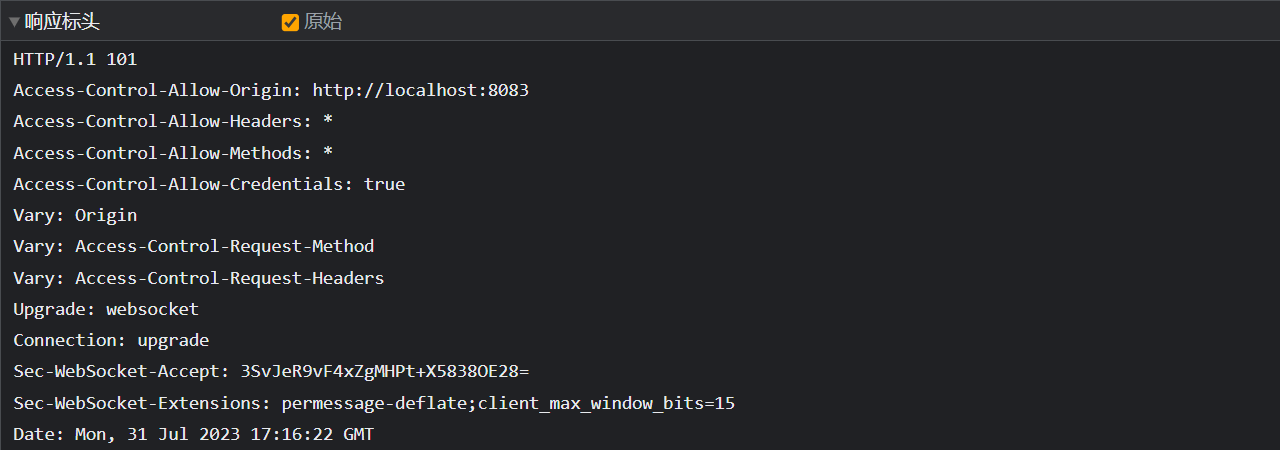 响应标头 原始
HTTP/1.1 101
Access-Control-Allow-Origin: http://localhost:8083
Access-Control-Allow-Headers: *
Access-Control-Allow-Methods: *
Access-Control-Allow-Credentials: true
Vary: Origin
Vary: Access-Control-Request-Method
Vary: Access-Control-Request-Headers
Upgrade: websocket
Connection: upgrade
Sec-WebSocket-Accept: 3SvJeR9vF4xZgMHPt+X5838OE28=
Sec-WebSocket-Extensions: permessage-deflate;client_max_window_bits=15
Date: Mon, 31 Jul 2023 17:16:22 GMT